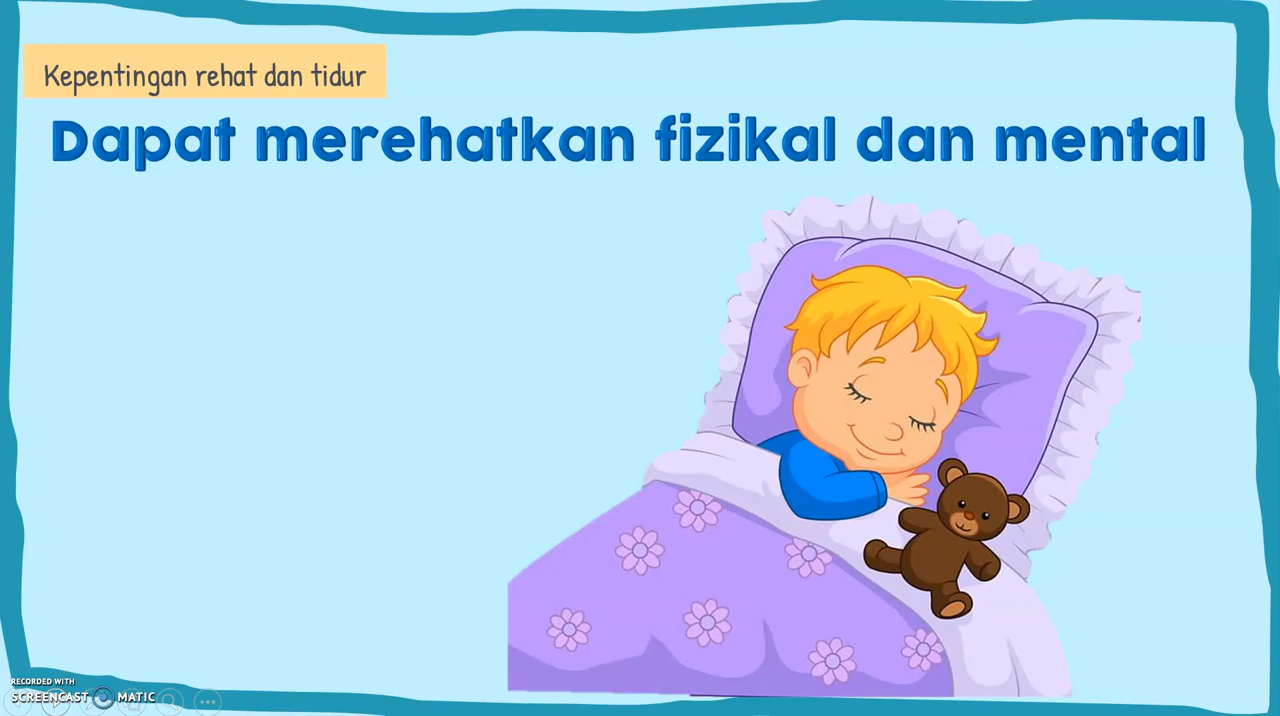 Kepentingan rehat dan tidur
Dapat merehatkan fizikal dan mental
RECORDED WITH
SCREENCAST MATIC